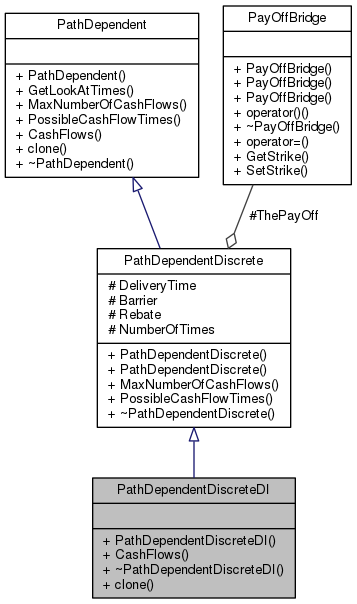 PathDependent
+ PathDependent()
+ GetLookAtTimes()
+ MaxNumberOfCashFlows()
+ PossibleCashFlowTimes()
+ CashFlows()
+ clone()
+ ~PathDependent()
PayOffBridge
+ PayOffBridge()
+ PayOffBridge()
+ PayOffBridge()
+ operator()()
+ ~PayOffBridge()
+ operator=()
+ GetStrike()
+ SetStrike()
#ThePayOff
PathDependentDiscrete
# DeliveryTime
# Barrier
# Rebate
# NumberOfTimes
+ PathDependentDiscrete()
+ PathDependentDiscrete()
+ MaxNumberOfCashFlows()
+ PossibleCashFlowTimes()
+ ~PathDependentDiscrete()
PathDependentDiscreteDI
+ PathDependentDiscreteDI()
+ CashFlows()
+ ~PathDependentDiscreteDI()
+ clone()